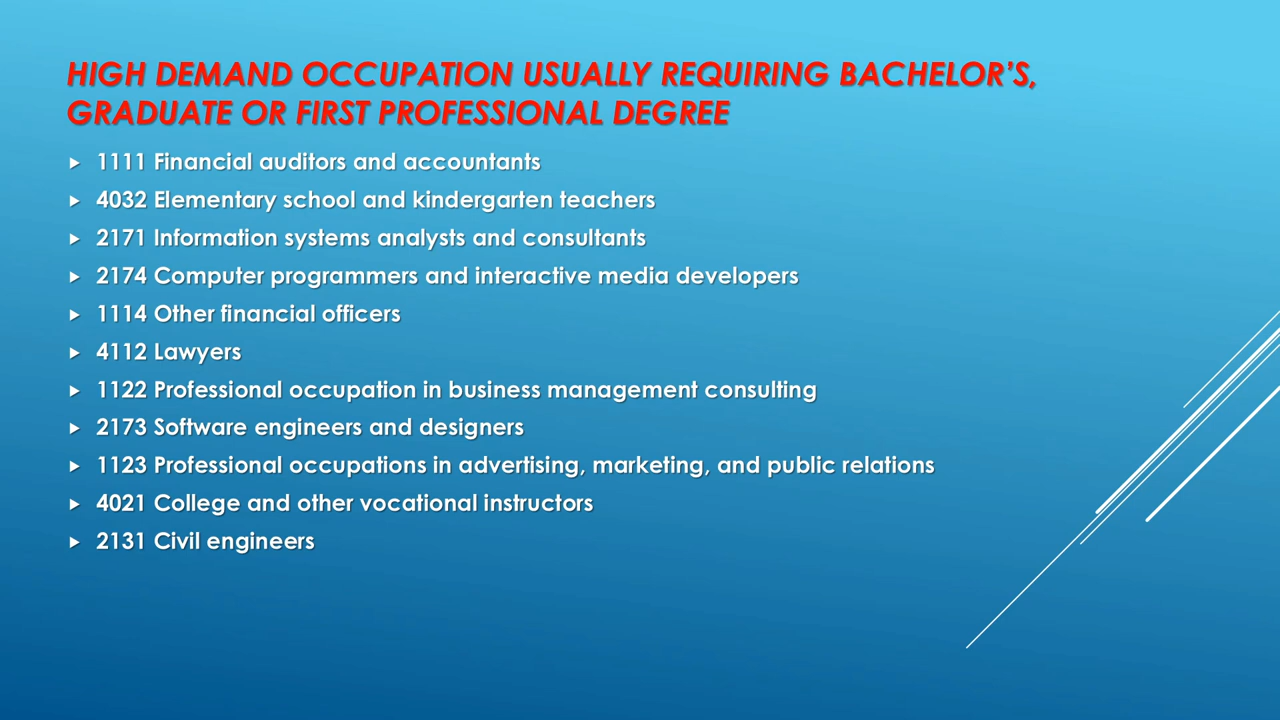 HIGH DEMAND OCCUPATION USUALLY REQUIRING BACHELOR’S,
GRADUATE OR FIRST PROFESSIONAL DEGREE
1111 Financial auditors and accountants
4032 Elementary school and kindergarten teachers
2171 Information systems analysts and consultants
2174 Computer programmers and interactive media developers
1114 Other financial officers
4112 Lawyers
1122 Professional occupation in business management consulting
2173 Software engineers and designers
1123 Professional occupations in advertising, marketing, and public relations
4021 College and other vocational instructors
2131 Civil engineers